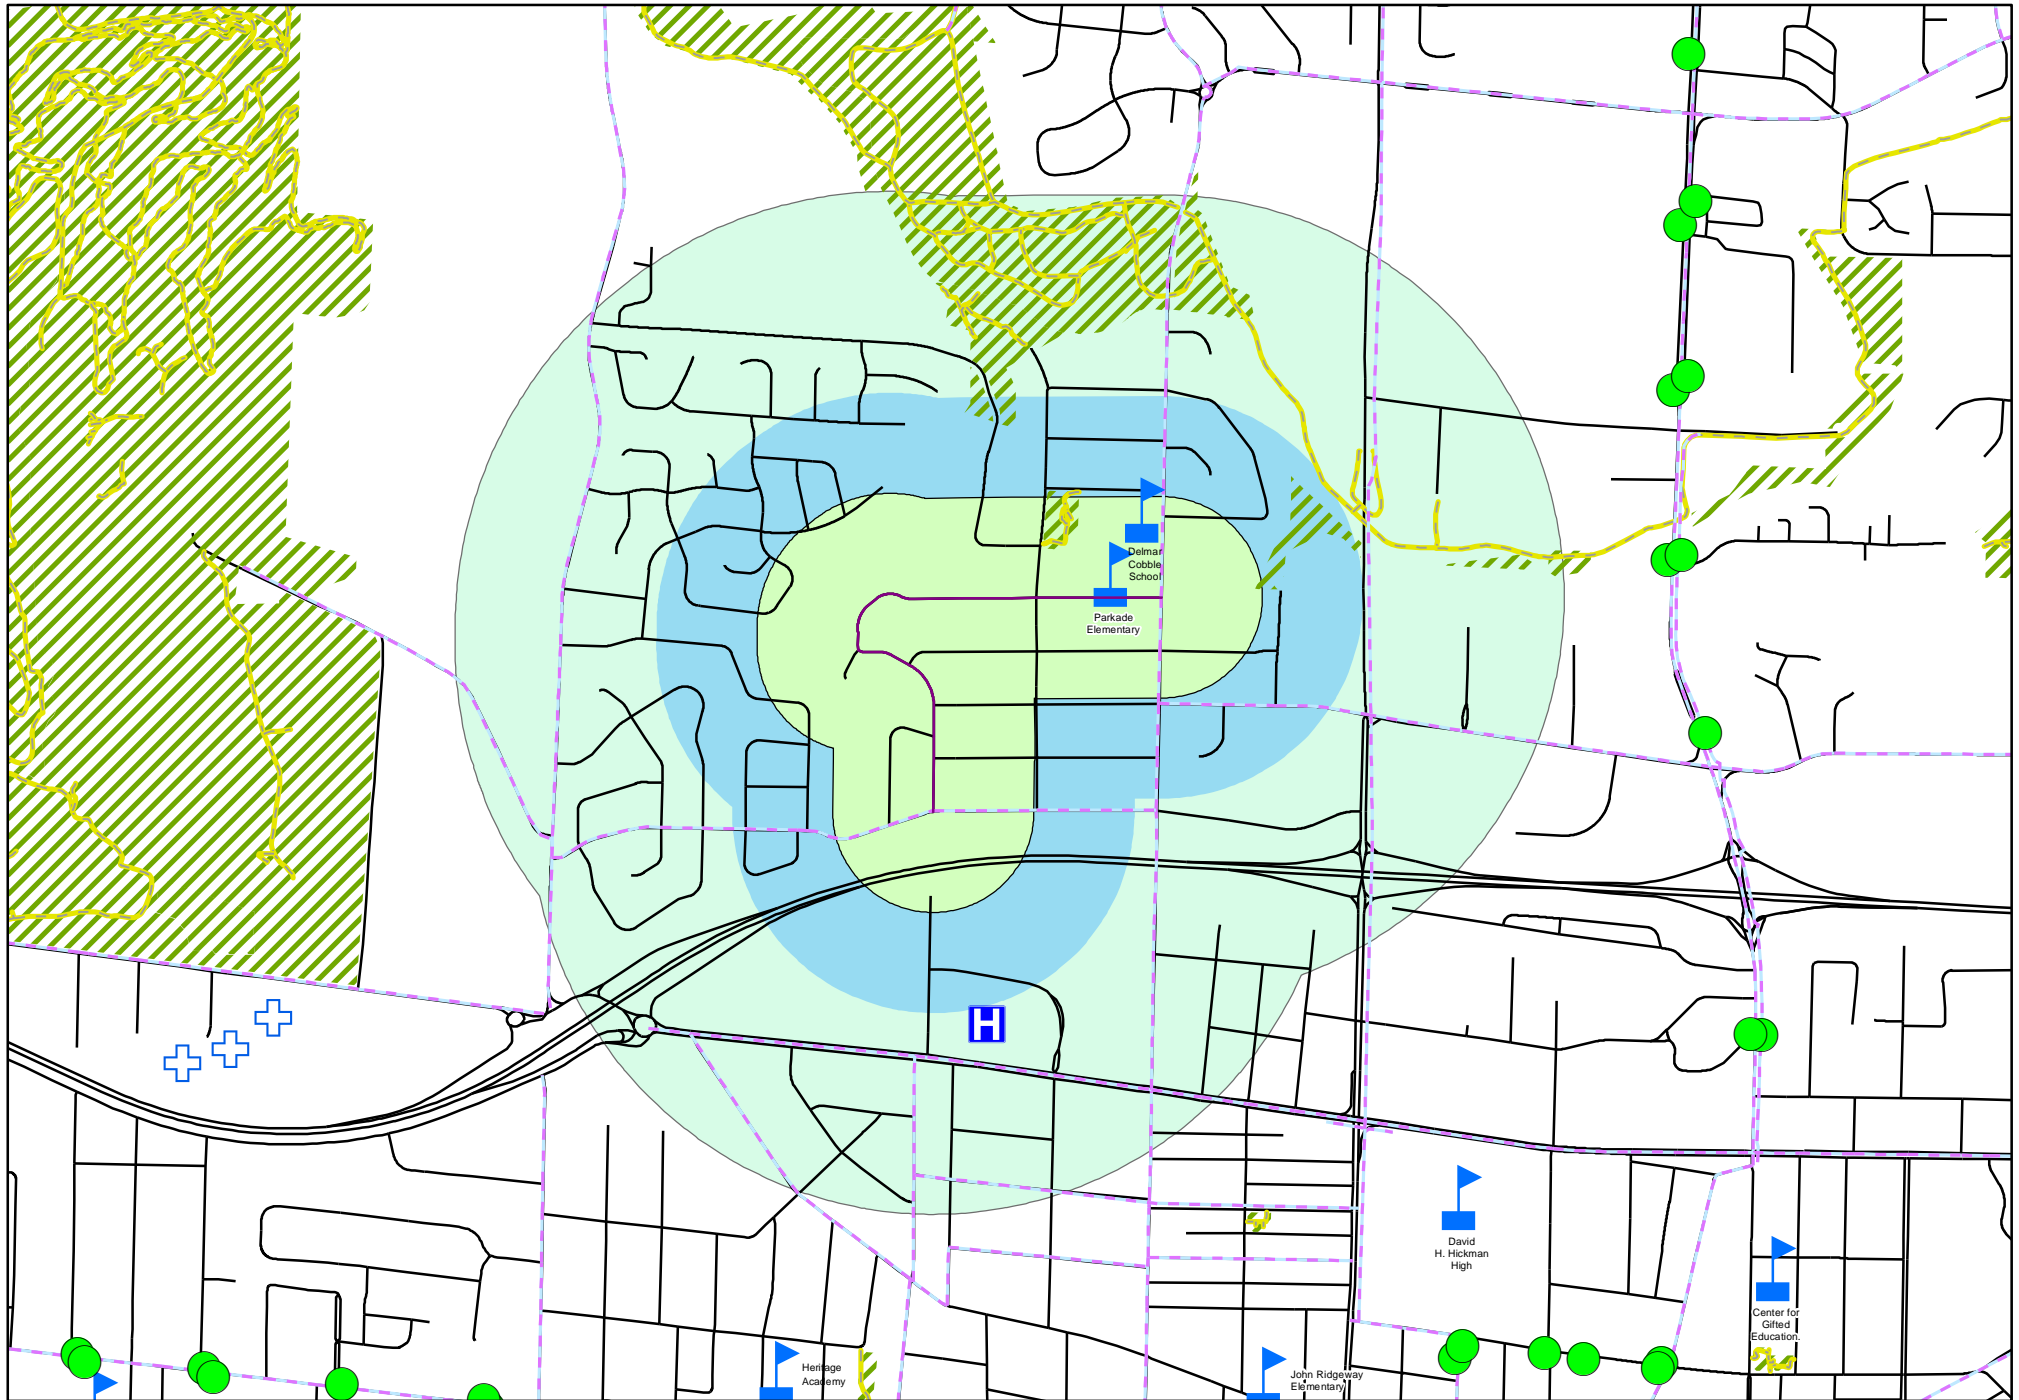 Delmar
Cobble
School
Parkade
Elementary
H
David
H. Hickman
High
Center for
Gifted
Education.
Heritage
Academy
John Ridgeway
Elementary